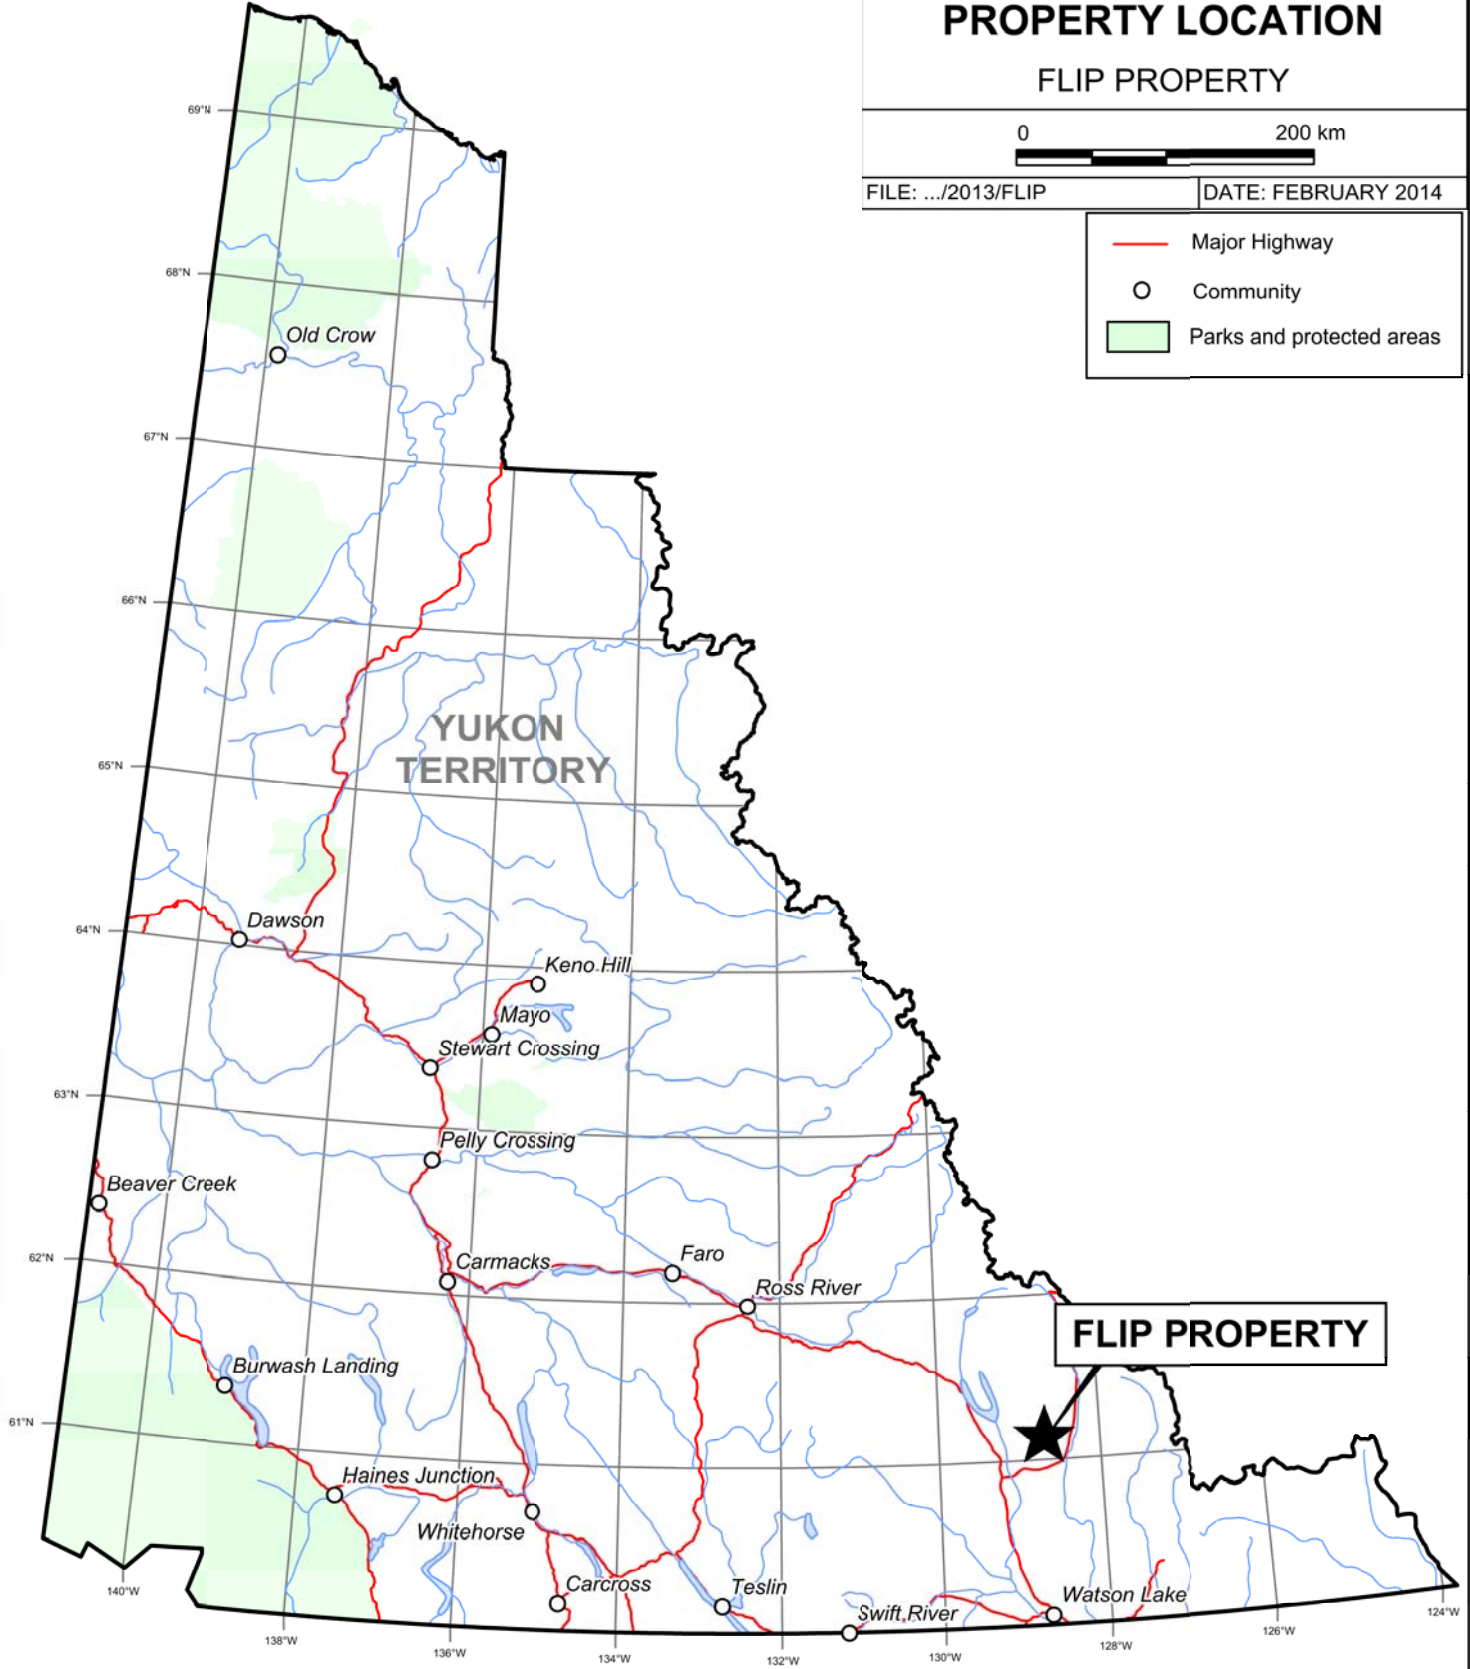 PROPERTY LOCATION
FLIP PROPERTY
0 200 km
FILE: .../2013/FLIP DATE: FEBRUARY 2014
Major Highway
Community
Parks and protected areas
69°N
68°N
Old Crow
67°N
66°N
YUKON
TERRITORY
65°N
Dawson
64°N
Keno Hill
Mayo
Stewart Crossing
63°N
Pelly Crossing
Beaver Creek
62°N
Carmacks
Faro
Ross River
FLIP PROPERTY
Burwash Landing
61°N
Haines Junction
Whitehorse
Carcross
Teslin
Swift River
Watson Lake
140°W
138°W
136°W
134°W
132°W
130°W
128°W
126°W
124°W